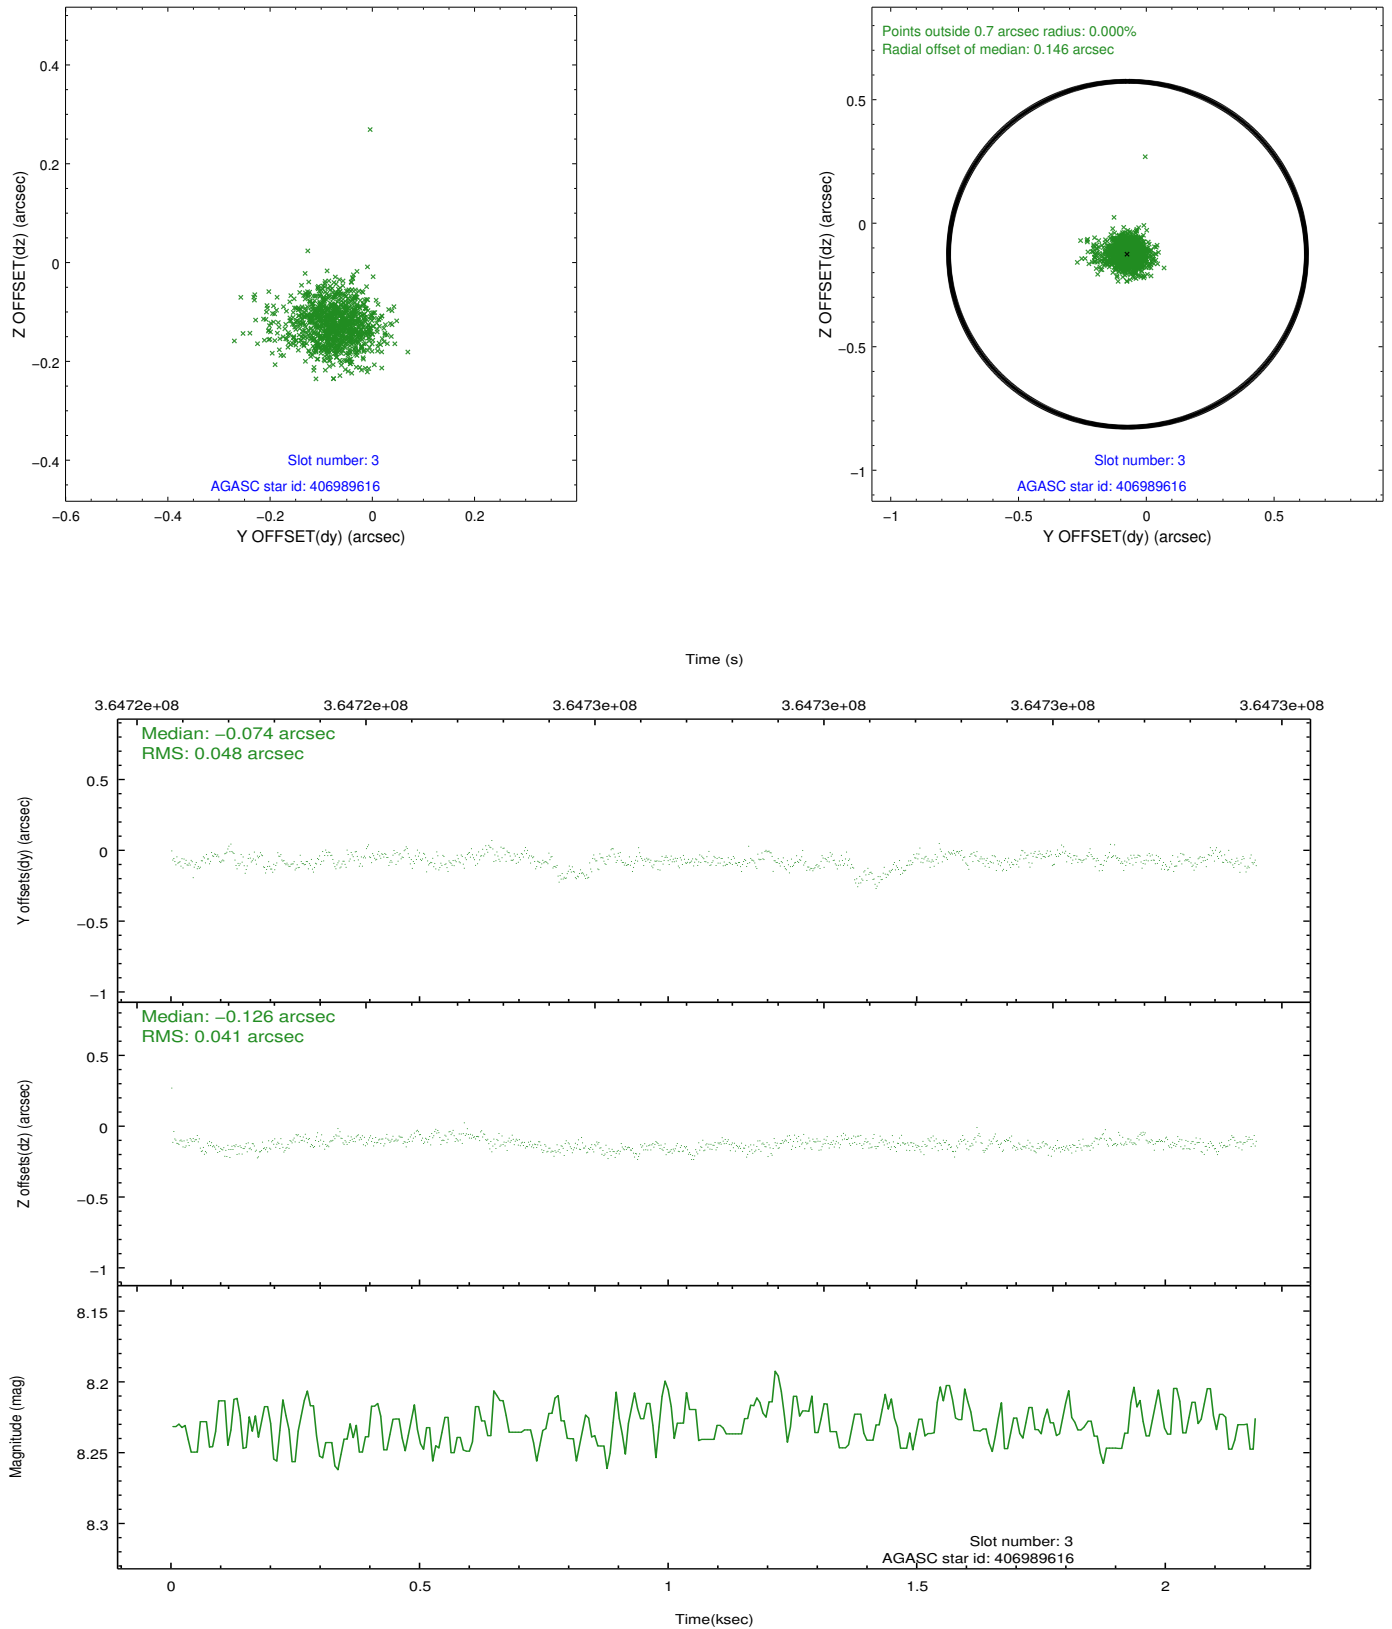 0.4
0.2
0
−0.2
−0.4
Z OFFSET(dz) (arcsec)
Slot number: 3
AGASC star id: 406989616
−0.6 −0.4 −0.2 0 0.2
Y OFFSET(dy) (arcsec)
Points outside 0.7 arcsec radius: 0.000%
Radial offset of median: 0.146 arcsec
0.5
0
−0.5
−1
Z OFFSET(dz) (arcsec)
Slot number: 3
AGASC star id: 406989616
−1 −0.5 0 0.5
Y OFFSET(dy) (arcsec)
Time (s)
3.6472e+08 3.6472e+08 3.6473e+08 3.6473e+08 3.6473e+08 3.6473e+08
Median: −0.074 arcsec
RMS: 0.048 arcsec
0.5
0
−0.5
−1
Y offsets(dy) (arcsec)
Median: −0.126 arcsec
RMS: 0.041 arcsec
0.5
0
−0.5
−1
Z offsets(dz) (arcsec)
8.15
8.2
8.25
8.3
Magnitude (mag)
Slot number: 3
AGASC star id: 406989616
0 0.5 1 1.5 2
Time(ksec)